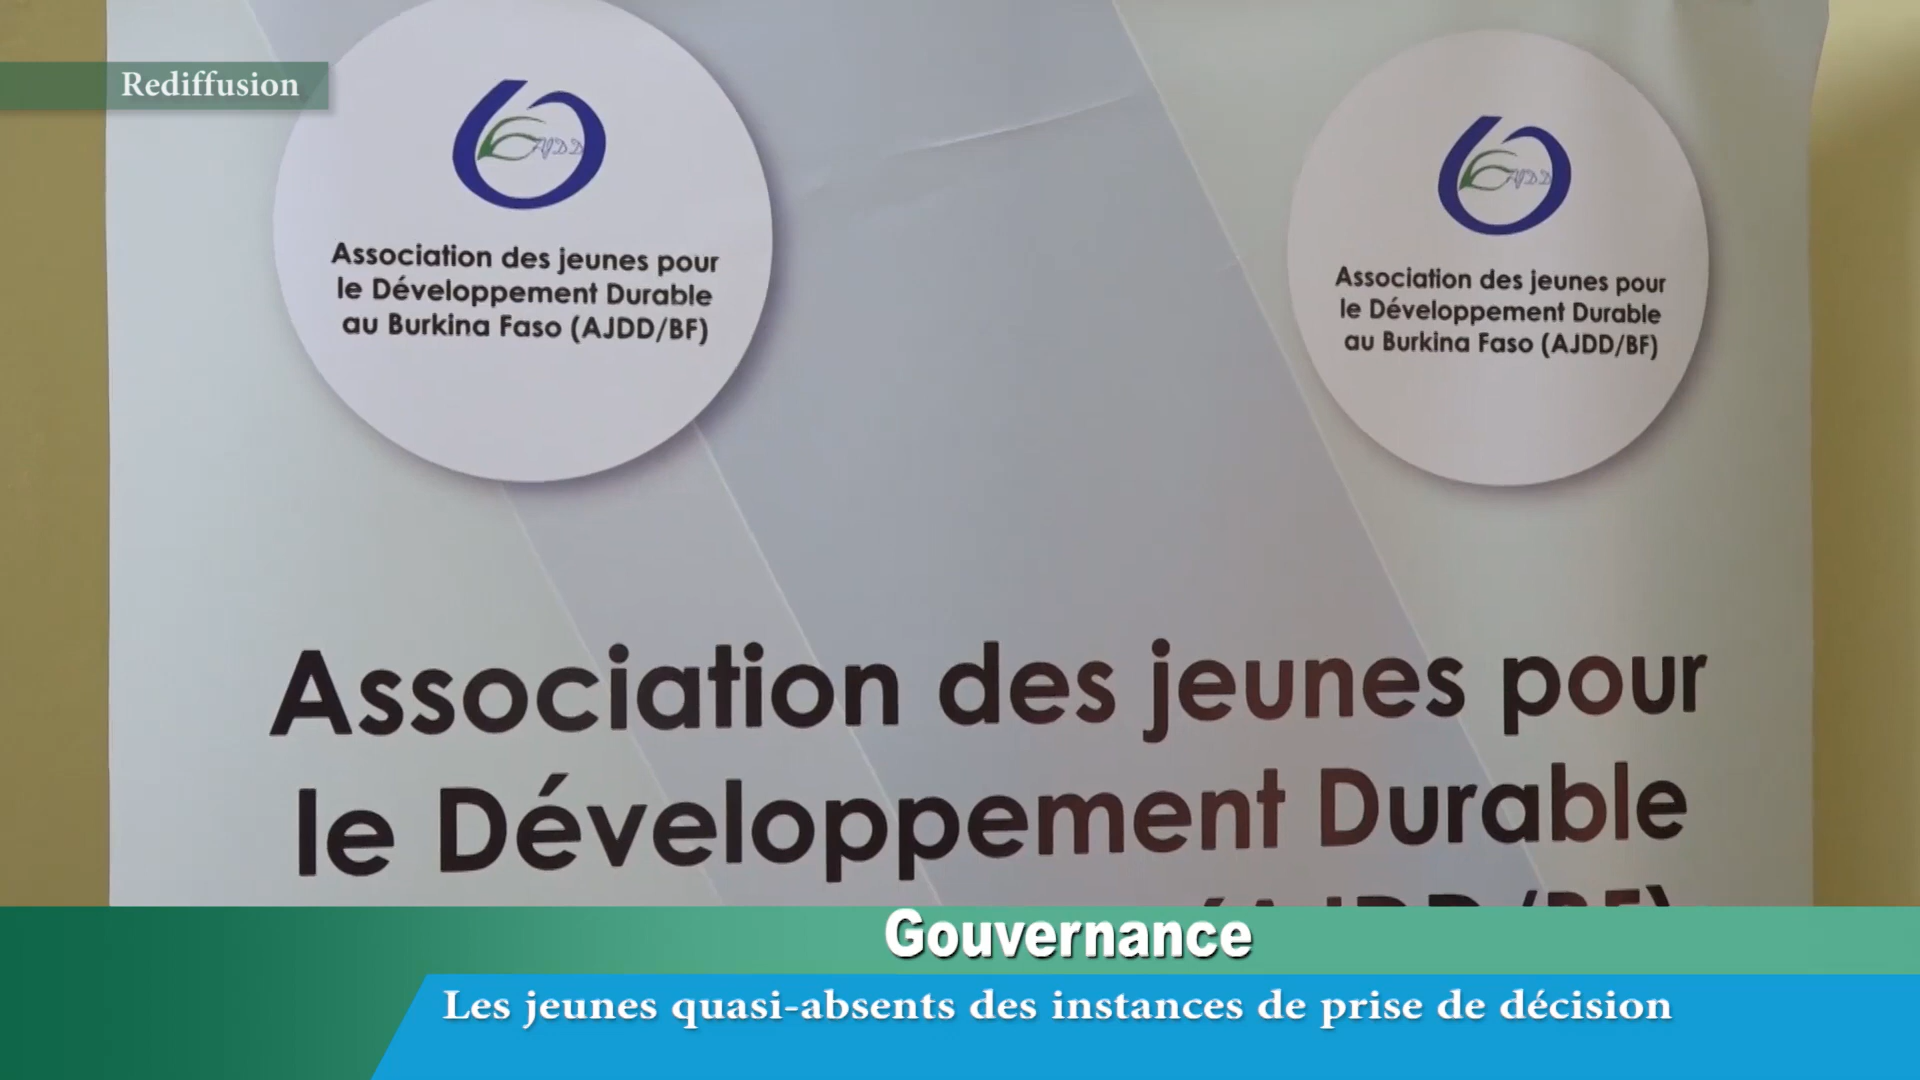 Rediffusion
AJDD
Association des jeunes pour
le Développement Durable
au Burkina Faso (AJDD/BF)
AJDD
Association des jeunes pour
le Développement Durable
au Burkina Faso (AJDD/BF)
Association des jeunes pour
le Développement Durable
(AJDD/BF)
Gouvernance
Les jeunes quasi-absents des instances de prise de décision